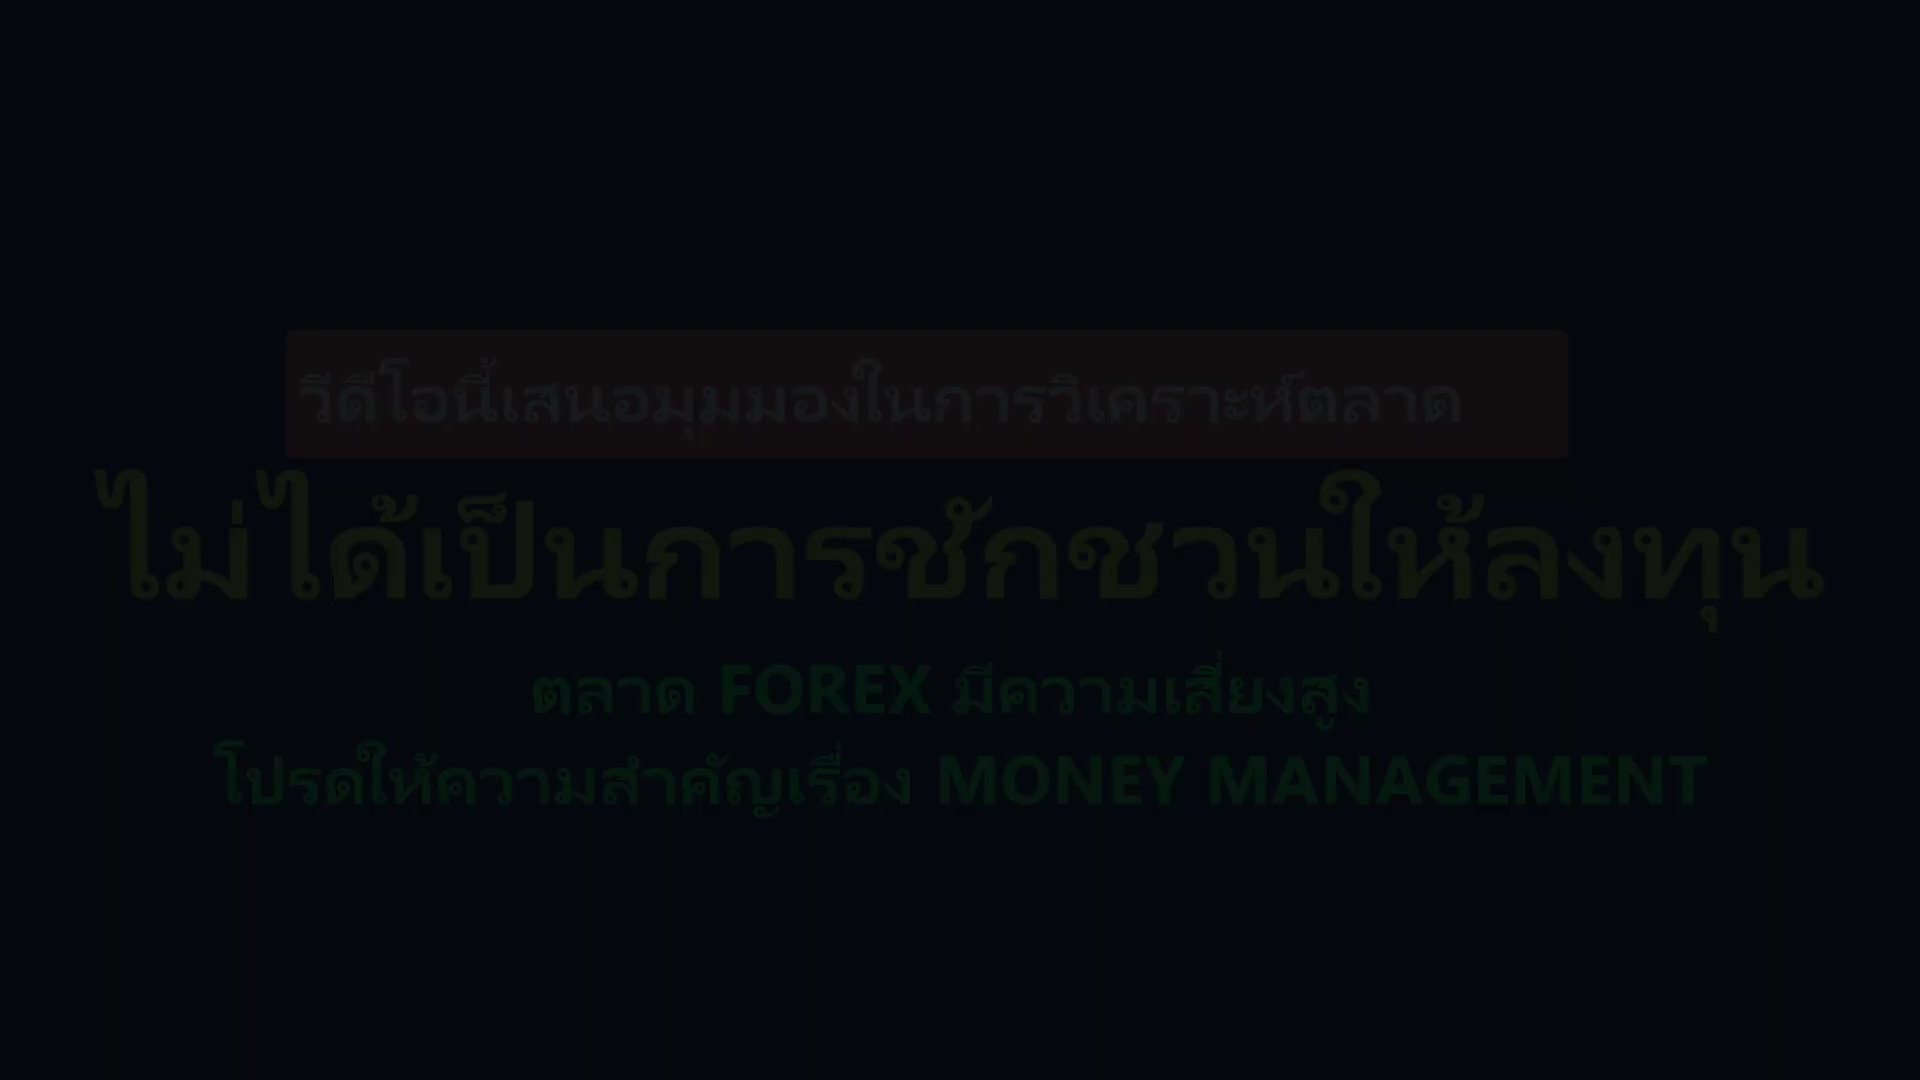 วีดีโอนี้เสนอมุมมองในการวิเคราะห์ตลาด
ไม่ได้เป็นการชักชวนให้ลงทุน
ตลาด FOREX มีความเสี่ยงสูง
โปรดให้ความสำคัญเรื่อง MONEY MANAGEMENT